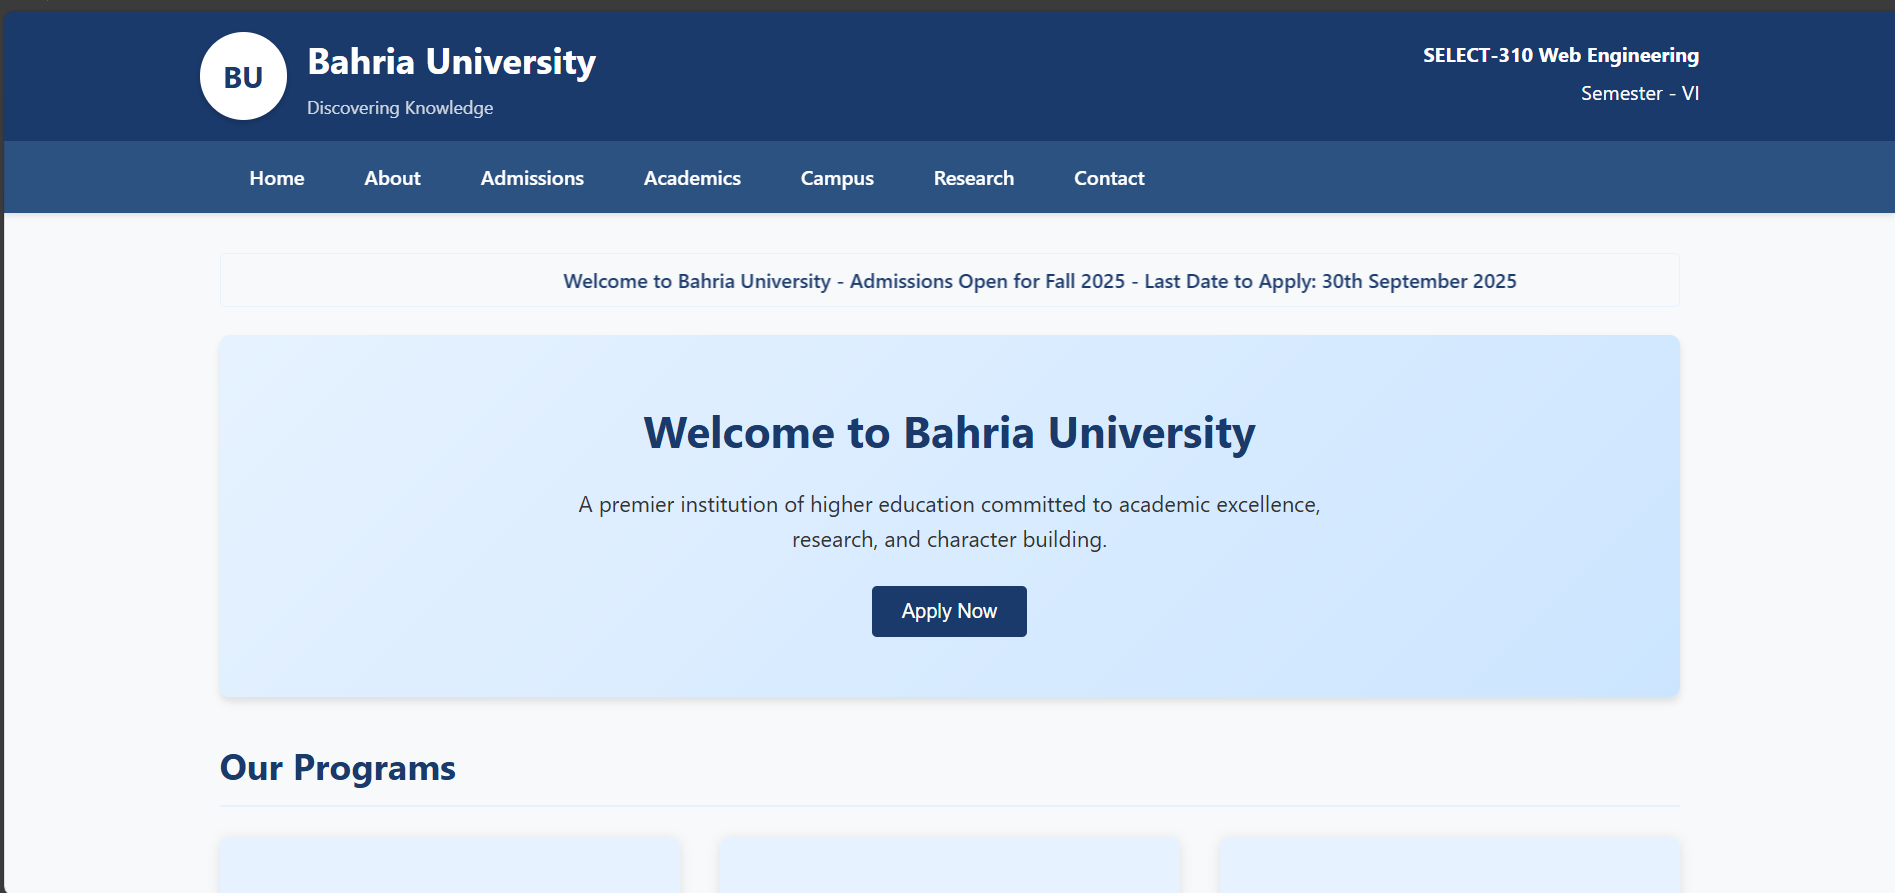 BU
Bahria University
Discovering Knowledge
SELECT-310 Web Engineering
Semester - VI
Home About Admissions Academics Campus Research Contact
Welcome to Bahria University - Admissions Open for Fall 2025 - Last Date to Apply: 30th September 2025
Welcome to Bahria University
A premier institution of higher education committed to academic excellence,
research, and character building.
Apply Now
Our Programs